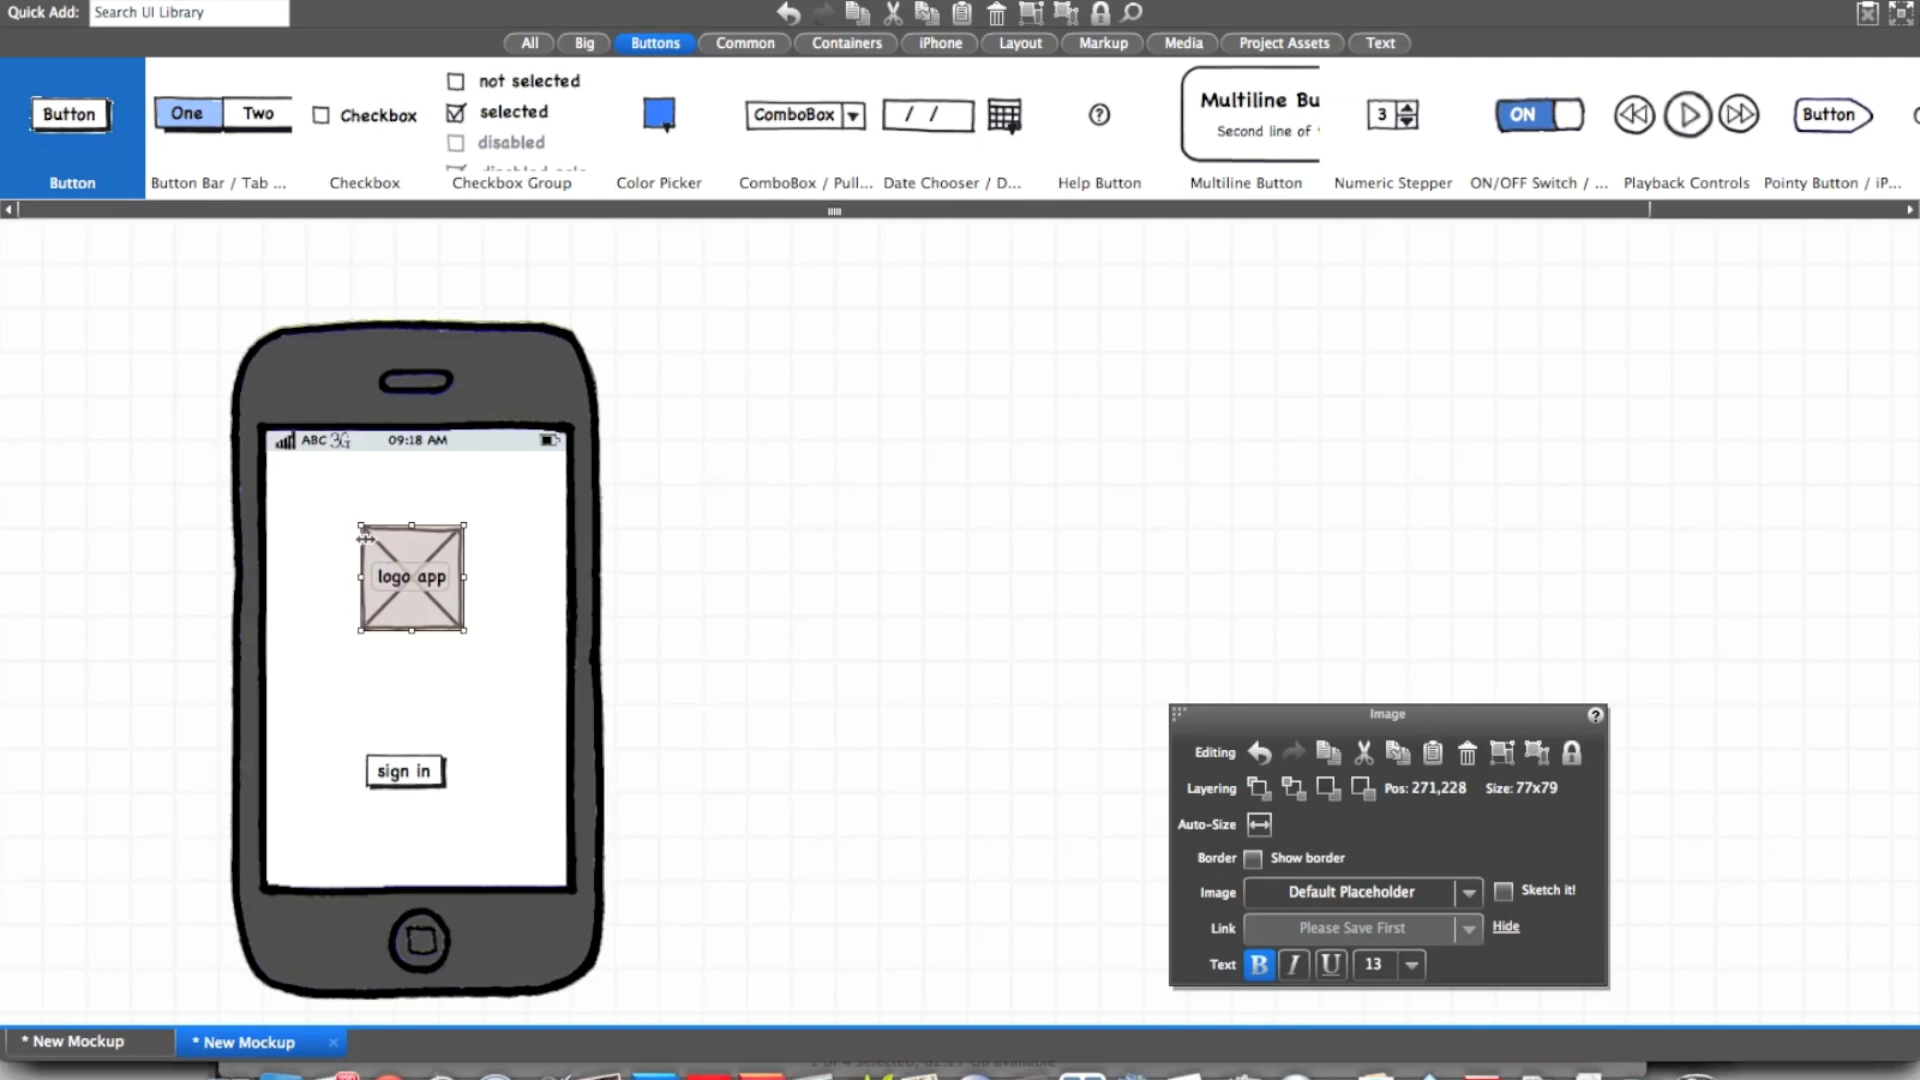 Quick Add: Search UI Library
All Big Buttons Common Containers iPhone Layout Markup Media Project Assets Text
Button One Two Checkbox not selected selected disabled ComboBox / / ? Multiline Bu Second line of 3 ON Button
Button Button Bar / Tab ... Checkbox Checkbox Group Color Picker ComboBox / Pull... Date Chooser / D... Help Button Multiline Button Numeric Stepper ON/OFF Switch / ... Playback Controls Pointy Button / iP...
ABC 3G 09:18 AM
logo app
sign in
Image ?
Editing
Layering Pos: 271,228 Size: 77x79
Auto-Size
Border Show border
Image Default Placeholder Sketch it!
Link Please Save First Hide
Text B I U 13
* New Mockup * New Mockup